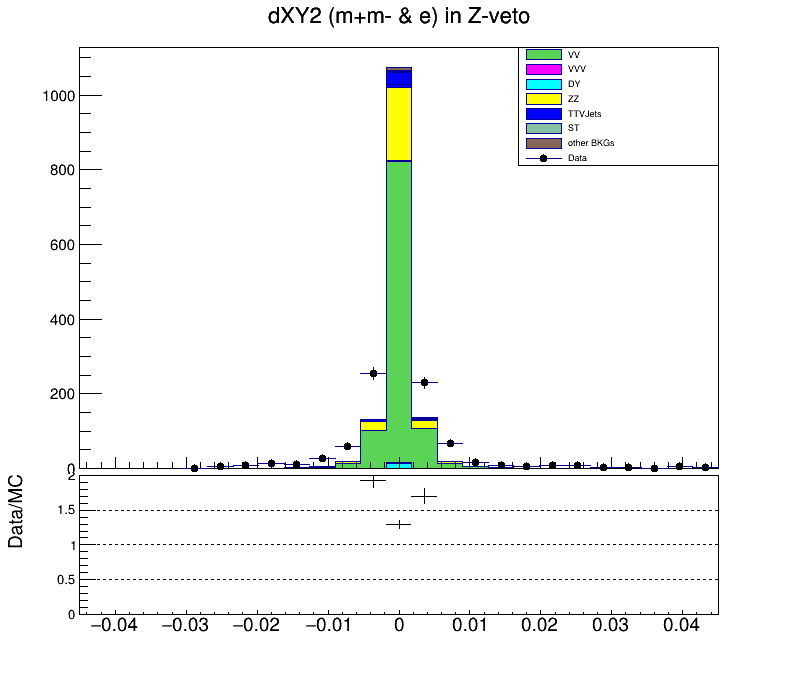 dXY2 (m+m- & e) in Z-veto
VV
VVV
DY
ZZ
TTVJets
ST
other BKGs
Data
1000
800
600
400
200
0
Data/MC
2
1.5
1
0.5
0
−0.04 −0.03 −0.02 −0.01 0 0.01 0.02 0.03 0.04